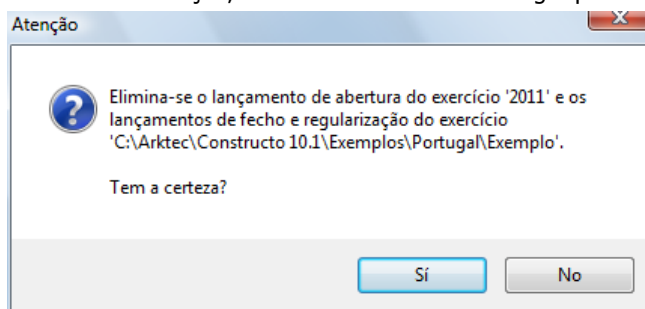 Atenção
Elimina-se o lançamento de abertura do exercício '2011' e os
lançamentos de fecho e regularização do exercício
'C:\Arktec\Constructo 10.1\Exemplos\Portugal\Exemplo'.
Tem a certeza?
Sí
No